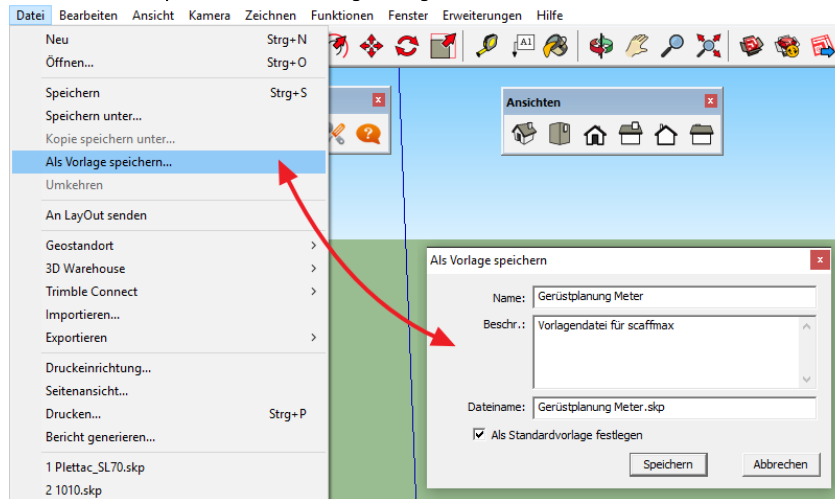 Datei Bearbeiten Ansicht Kamera Zeichnen Funktionen Fenster Erweiterungen Hilfe
Neu Strg+N
Öffnen... Strg+O
Speichern Strg+S
Speichern unter...
Kopie speichern unter...
Als Vorlage speichern...
Umkehren
An LayOut senden
Geostandort
3D Warehouse
Trimble Connect
Importieren...
Exportieren
Druckeinrichtung...
Seitenansicht...
Drucken... Strg+P
Bericht generieren...
1 Plettac_SL70.skp
2 1010.skp
A1
Ansichten
Als Vorlage speichern
Name: Gerüstplanung Meter
Beschr.: Vorlagendatei für scaffmax
Dateiname: Gerüstplanung Meter.skp
Als Standardvorlage festlegen
Speichern Abbrechen